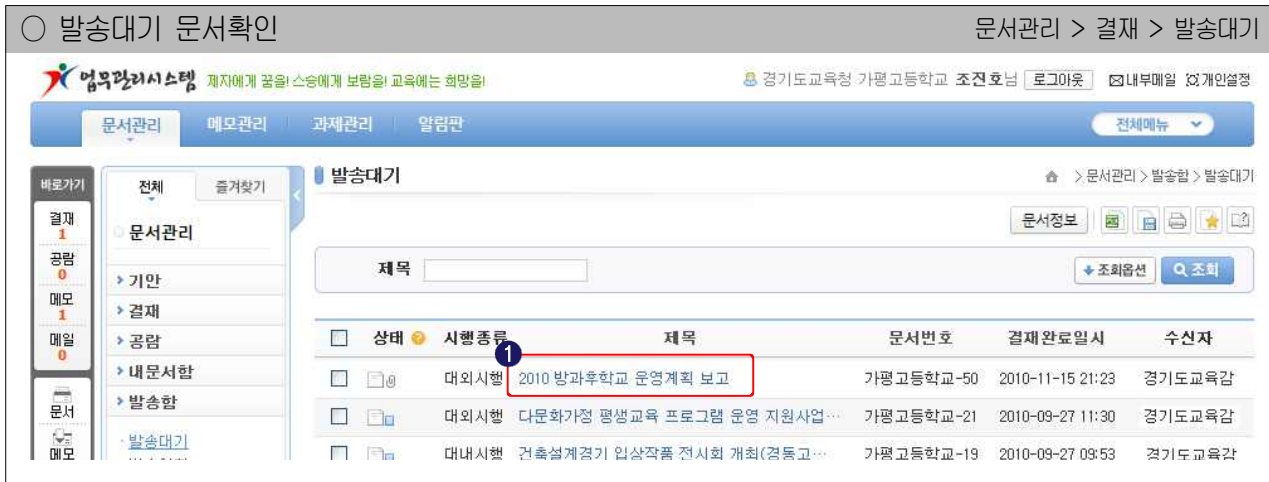 ○ 발송대기 문서확인
문서관리 > 결재 > 발송대기
업무관리시스템 제자에게 꿈을! 스승에게 보람을! 교육에는 희망을!
경기도교육청 가평고등학교 조진호님 로그아웃 내부메일 개인설정
문서관리 메모관리 과제관리 알림판 전체메뉴
바로가기
결재
1
공람
0
메모
1
메일
0
문서
메모
전체 즐겨찾기
문서관리
기안
결재
공람
내문서함
발송함
발송대기
발송대기
> 문서관리 > 발송함 > 발송대기
문서정보
제목
조회옵션 조회
상태 시행종류 제목 문서번호 결재완료일시 수신자
1
대외시행 2010 방과후학교 운영계획 보고 가평고등학교-50 2010-11-15 21:23 경기도교육감
대외시행 다문화가정 평생교육 프로그램 운영 지원사업… 가평고등학교-21 2010-09-27 11:30 경기도교육감
대내시행 건축설계경기 입상작품 전시회 개최(경동고… 가평고등학교-19 2010-09-27 09:53 경기도교육감